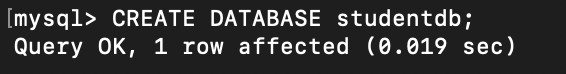 [mysql> CREATE DATABASE studentdb;
Query OK, 1 row affected (0.019 sec)